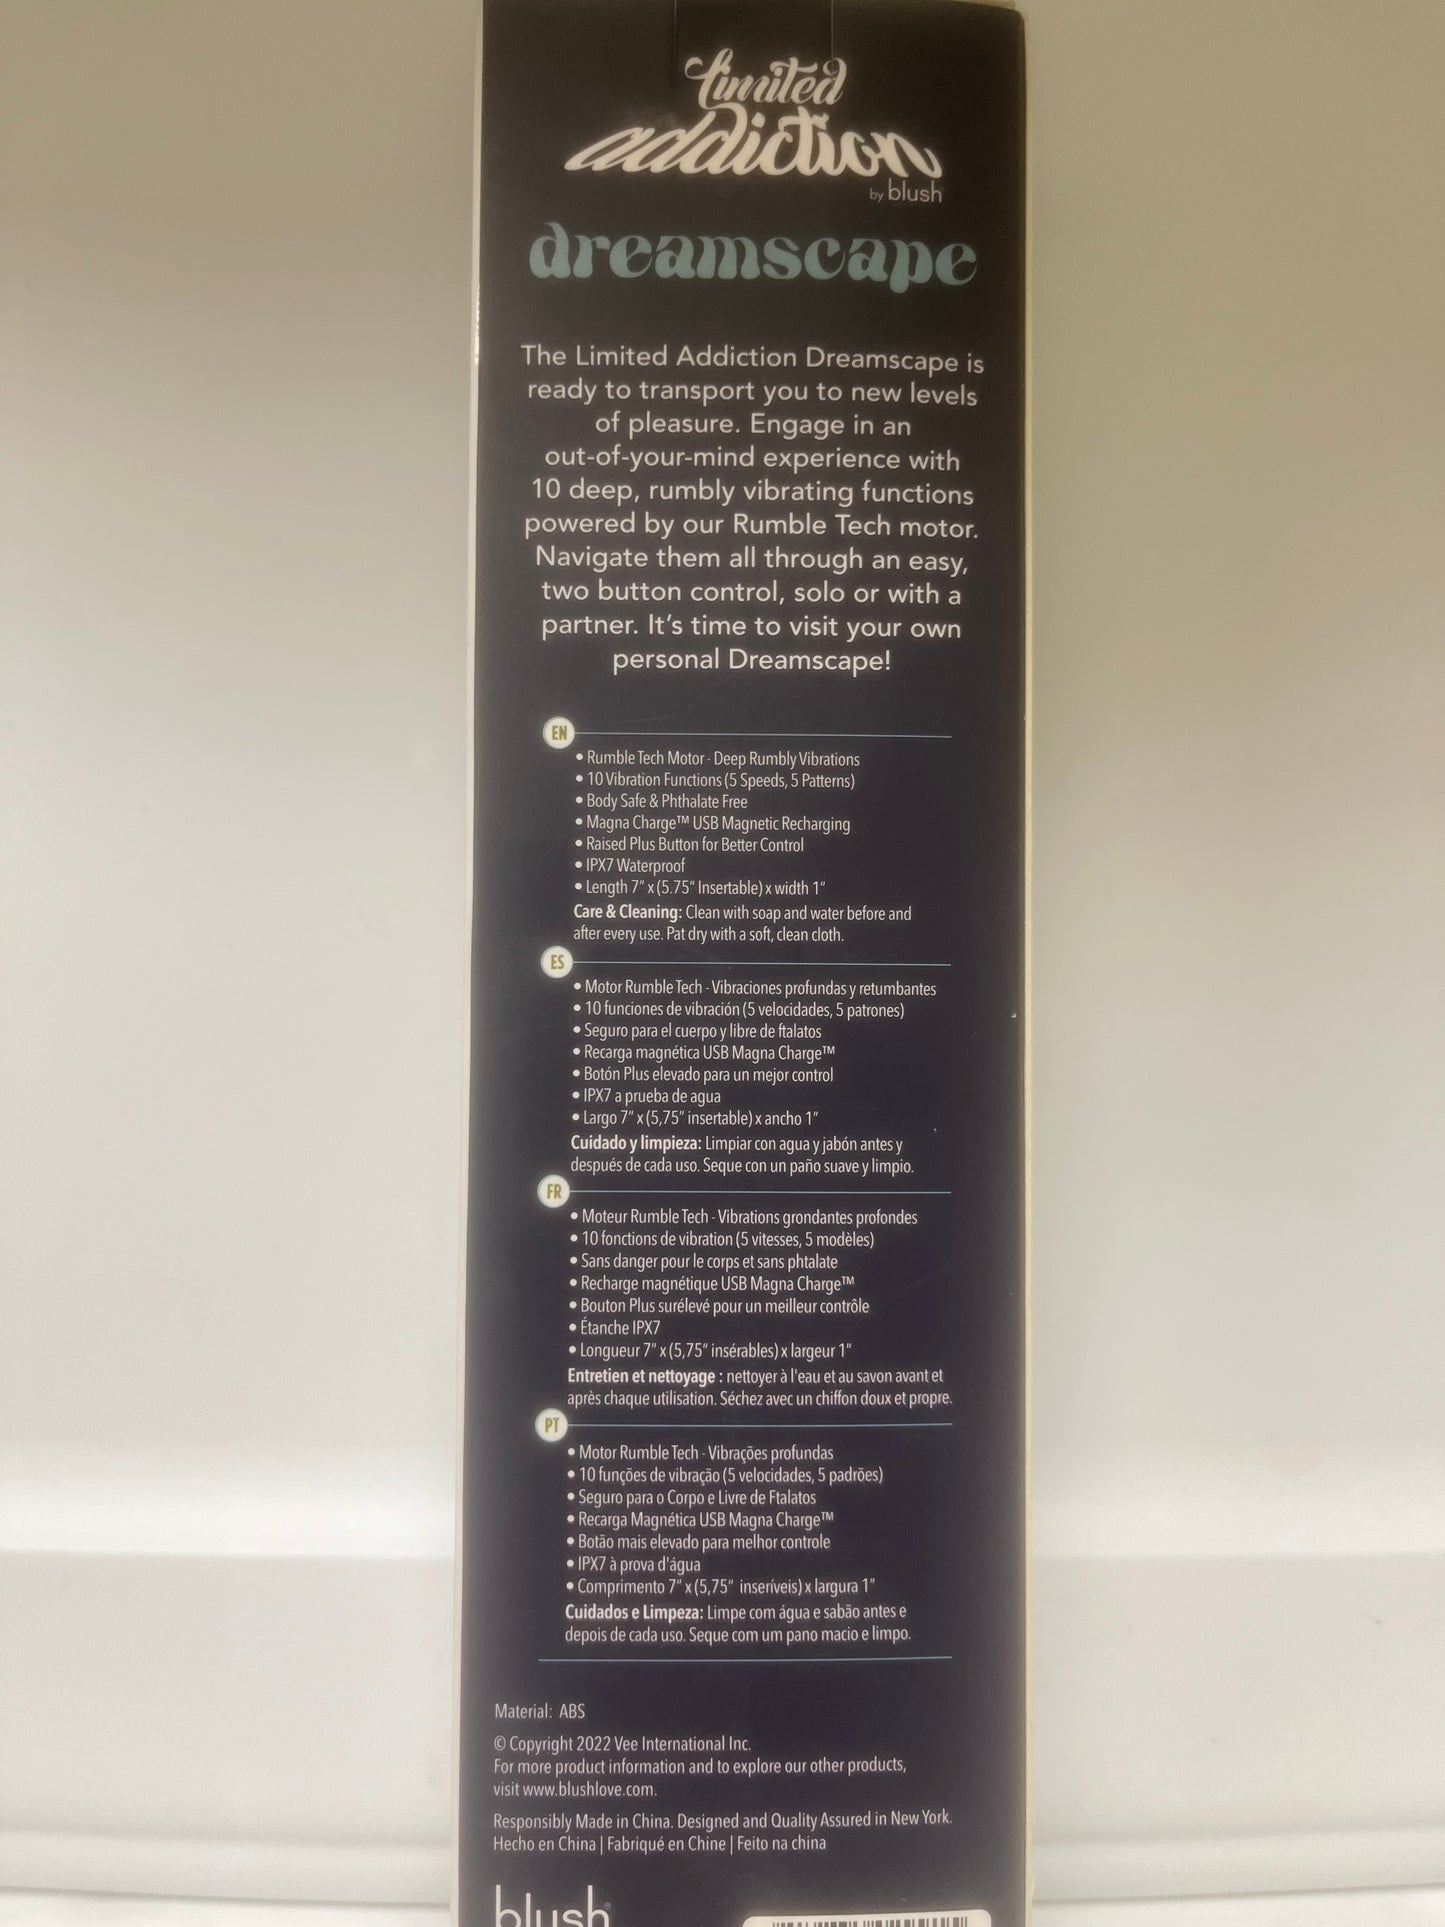 limited
addiction
by blush
dreamscape
The Limited Addiction Dreamscape is
ready to transport you to new levels
of pleasure. Engage in an
out-of-your-mind experience with
10 deep, rumbly vibrating functions
powered by our Rumble Tech motor.
Navigate them all through an easy,
two button control, solo or with a
partner. It's time to visit your own
personal Dreamscape!
EN
• Rumble Tech Motor - Deep Rumbly Vibrations
• 10 Vibration Functions (5 Speeds, 5 Patterns)
• Body Safe & Phthalate Free
• Magna Charge™ USB Magnetic Recharging
• Raised Plus Button for Better Control
• IPX7 Waterproof
• Length 7" x (5.75" Insertable) x width 1"
Care & Cleaning: Clean with soap and water before and
after every use. Pat dry with a soft, clean cloth.
ES
• Motor Rumble Tech - Vibraciones profundas y retumbantes
• 10 funciones de vibración (5 velocidades, 5 patrones)
• Seguro para el cuerpo y libre de ftalatos
• Recarga magnética USB Magna Charge™
• Botón Plus elevado para un mejor control
• IPX7 a prueba de agua
• Largo 7" x (5,75" insertable) x ancho 1"
Cuidado y limpieza: Limpiar con agua y jabón antes y
después de cada uso. Seque con un paño suave y limpio.
FR
• Moteur Rumble Tech - Vibrations grondantes profondes
• 10 fonctions de vibration (5 vitesses, 5 modèles)
• Sans danger pour le corps et sans phtalate
• Recharge magnétique USB Magna Charge™
• Bouton Plus surélevé pour un meilleur contrôle
• Étanche IPX7
• Longueur 7" x (5,75" insérables) x largeur 1"
Entretien et nettoyage : nettoyer à l'eau et au savon avant et
après chaque utilisation. Séchez avec un chiffon doux et propre.
PT
• Motor Rumble Tech - Vibrações profundas
• 10 funções de vibração (5 velocidades, 5 padrões)
• Seguro para o Corpo e Livre de Ftalatos
• Recarga Magnética USB Magna Charge™
• Botão mais elevado para melhor controle
• IPX7 à prova d'água
• Comprimento 7" x (5,75" inseríveis) x largura 1"
Cuidados e Limpeza: Limpe com água e sabão antes e
depois de cada uso. Seque com um pano macio e limpo.
Material: ABS
© Copyright 2022 Vee International Inc.
For more product information and to explore our other products,
visit www.blushlove.com.
Responsibly Made in China. Designed and Quality Assured in New York.
Hecho en China | Fabriqué en Chine | Feito na china
blush